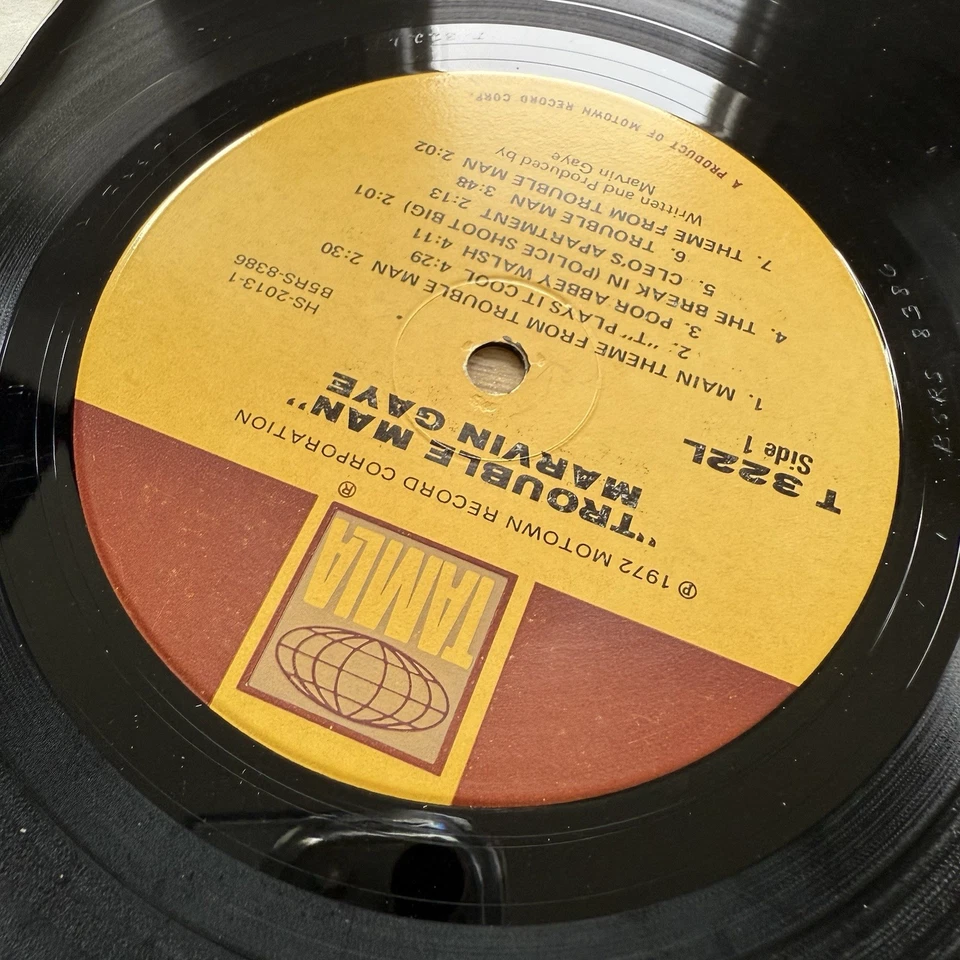 TAMLA
®
℗ 1972 MOTOWN RECORD CORPORATION
"TROUBLE MAN"
MARVIN GAYE
T 322L
Side 1
HS-2013-1
B5RS-8386
1. MAIN THEME FROM TROUBLE MAN 2:30
2. "T" PLAYS IT COOL 4:29
3. POOR ABBEY WALSH 4:11
4. THE BREAK IN (POLICE SHOOT BIG) 2:01
5. CLEO'S APARTMENT 2:13
6. TROUBLE MAN 3:48
7. THEME FROM TROUBLE MAN 2:02
Written and Produced by
Marvin Gaye
A PRODUCT OF MOTOWN RECORD CORP.
B5RS 8386